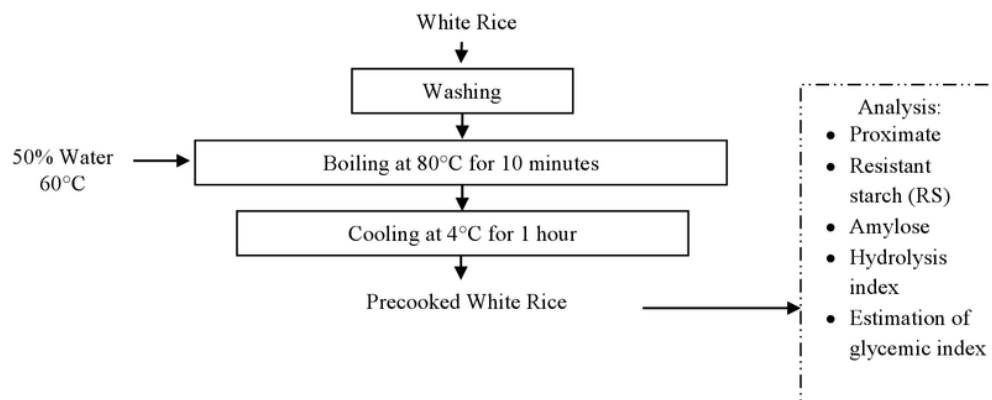 White Rice
Washing
50% Water
60°C
Boiling at 80°C for 10 minutes
Cooling at 4°C for 1 hour
Precooked White Rice
Analysis:
• Proximate
• Resistant
starch (RS)
• Amylose
• Hydrolysis
index
• Estimation of
glycemic index